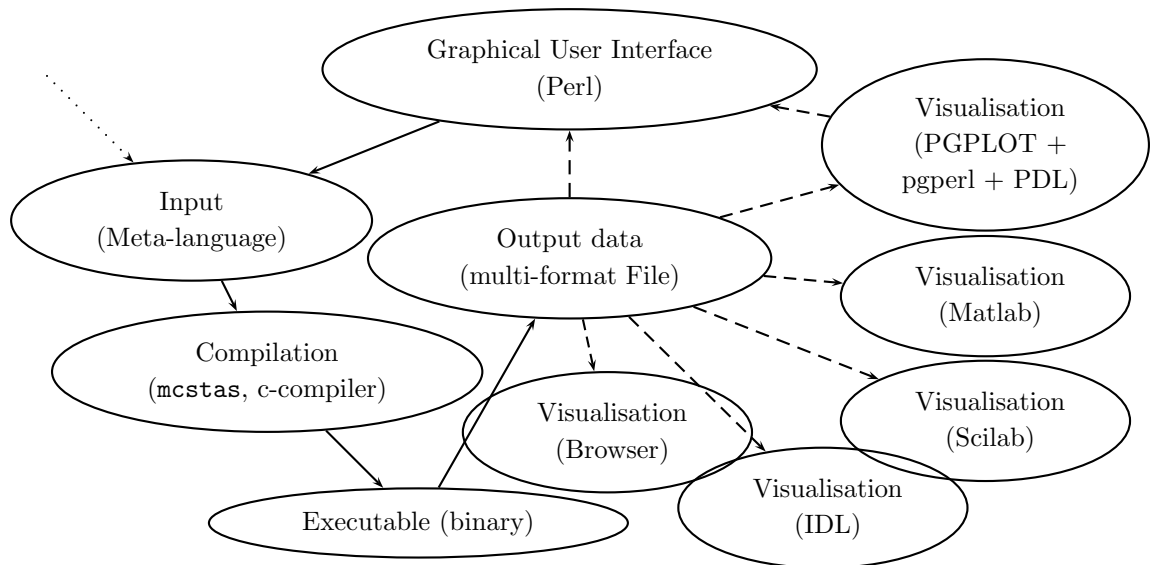 Graphical User Interface
(Perl)
Visualisation
(PGPLOT +
pgperl + PDL)
Input
(Meta-language)
Output data
(multi-format File)
Visualisation
(Matlab)
Compilation
(mcstas, c-compiler)
Visualisation
(Browser)
Visualisation
(Scilab)
Executable (binary)
Visualisation
(IDL)